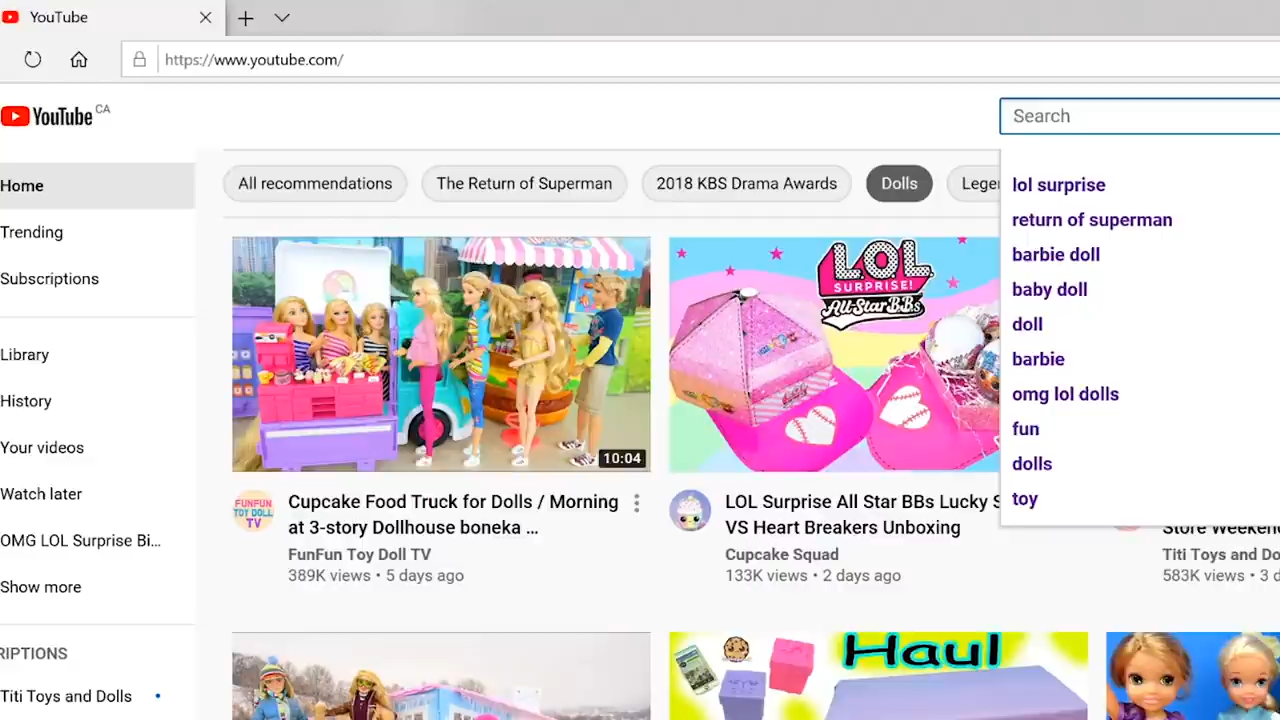 YouTube
https://www.youtube.com/
YouTube CA
Search
Home
Trending
Subscriptions
Library
History
Your videos
Watch later
OMG LOL Surprise Bi...
Show more
RIPTIONS
Titi Toys and Dolls
All recommendations
The Return of Superman
2018 KBS Drama Awards
Dolls
Leger
lol surprise
return of superman
barbie doll
baby doll
doll
barbie
omg lol dolls
fun
dolls
toy
10:04
L.O.L.
SURPRISE!
All-Star B.B.s
FUNFUN
TOY DOLL
TV
Cupcake Food Truck for Dolls / Morning
at 3-story Dollhouse boneka ...
FunFun Toy Doll TV
389K views • 5 days ago
LOL Surprise All Star BBs Lucky S
VS Heart Breakers Unboxing
Cupcake Squad
133K views • 2 days ago
Store Weekend
Titi Toys and Do
583K views • 3 d
Haul